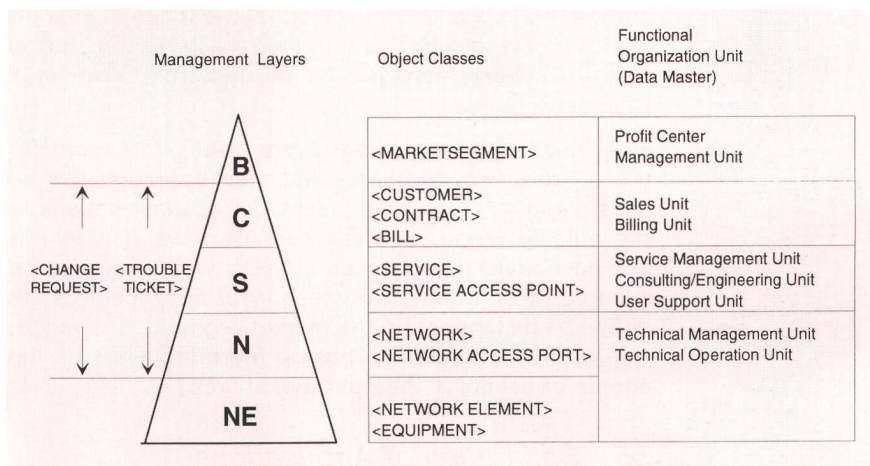 Management Layers
Object Classes
Functional
Organization Unit
(Data Master)
B
<MARKETSEGMENT>
Profit Center
Management Unit
C
<CUSTOMER>
<CONTRACT>
<BILL>
Sales Unit
Billing Unit
<CHANGE
REQUEST>
<TROUBLE
TICKET>
S
<SERVICE>
<SERVICE ACCESS POINT>
Service Management Unit
Consulting/Engineering Unit
User Support Unit
N
<NETWORK>
<NETWORK ACCESS PORT>
Technical Management Unit
Technical Operation Unit
NE
<NETWORK ELEMENT>
<EQUIPMENT>